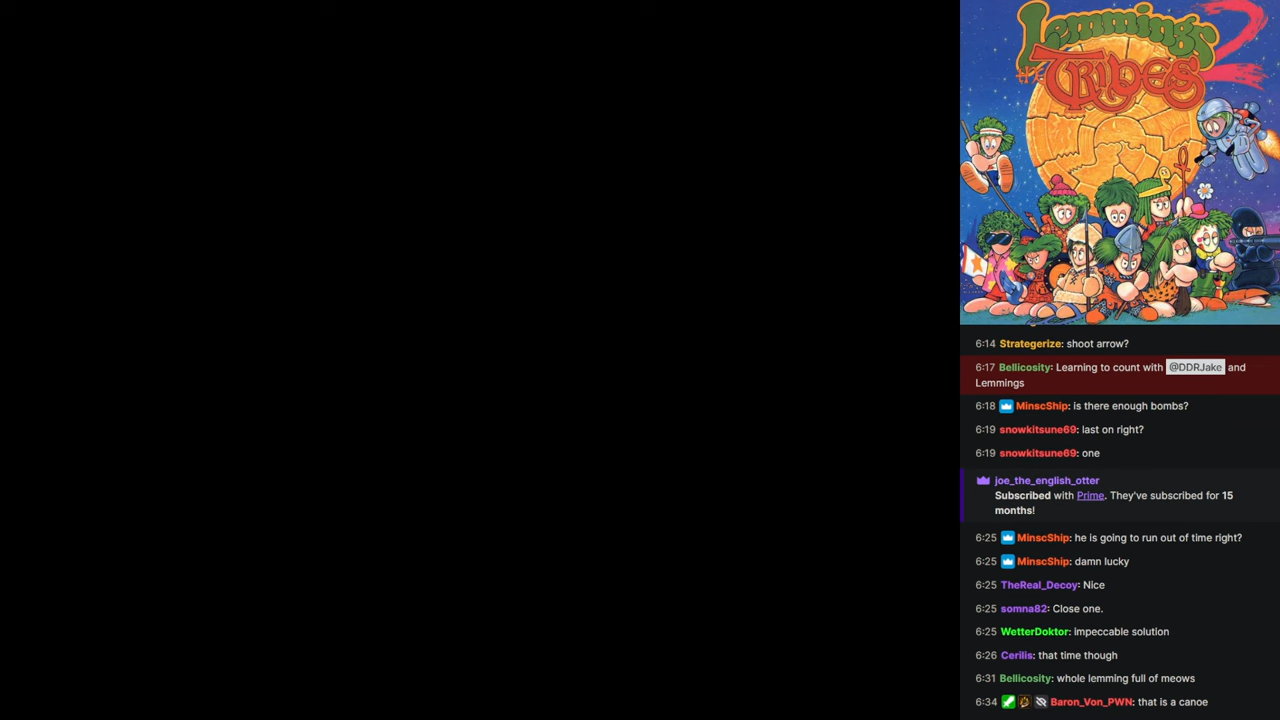 Lemmings 2
THE TRIBES
6:14 Strategerize: shoot arrow?
6:17 Bellicosity: Learning to count with @DDRJake and
Lemmings
6:18 MinscShip: is there enough bombs?
6:19 snowkitsune69: last on right?
6:19 snowkitsune69: one
joe_the_english_otter
Subscribed with Prime. They've subscribed for 15
months!
6:25 MinscShip: he is going to run out of time right?
6:25 MinscShip: damn lucky
6:25 TheReal_Decoy: Nice
6:25 somna82: Close one.
6:25 WetterDoktor: impeccable solution
6:26 Cerilis: that time though
6:31 Bellicosity: whole lemming full of meows
6:34 Baron_Von_PWN: that is a canoe